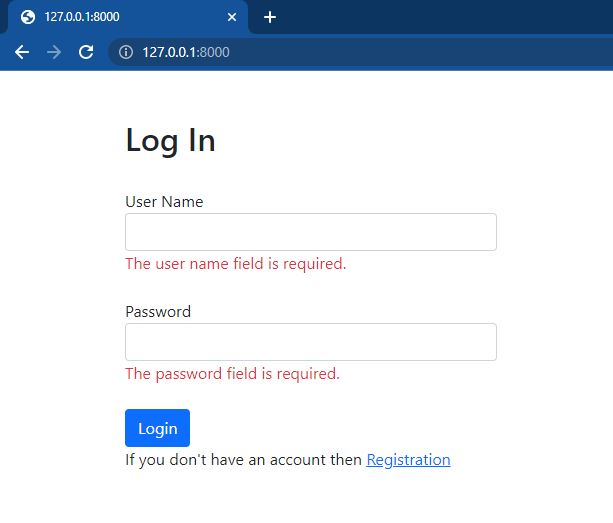 127.0.0.1:8000
127.0.0.1:8000
Log In
User Name
The user name field is required.
Password
The password field is required.
Login
If you don't have an account then Registration